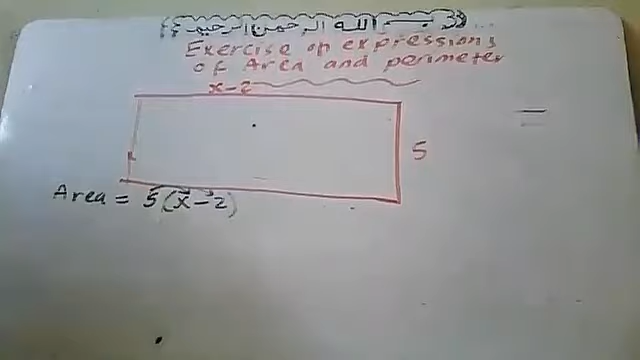 بسم الله الرحمن الرحيم
Exercise on expressions
of Area and perimeter
x-2
5
Area = 5(x-2)